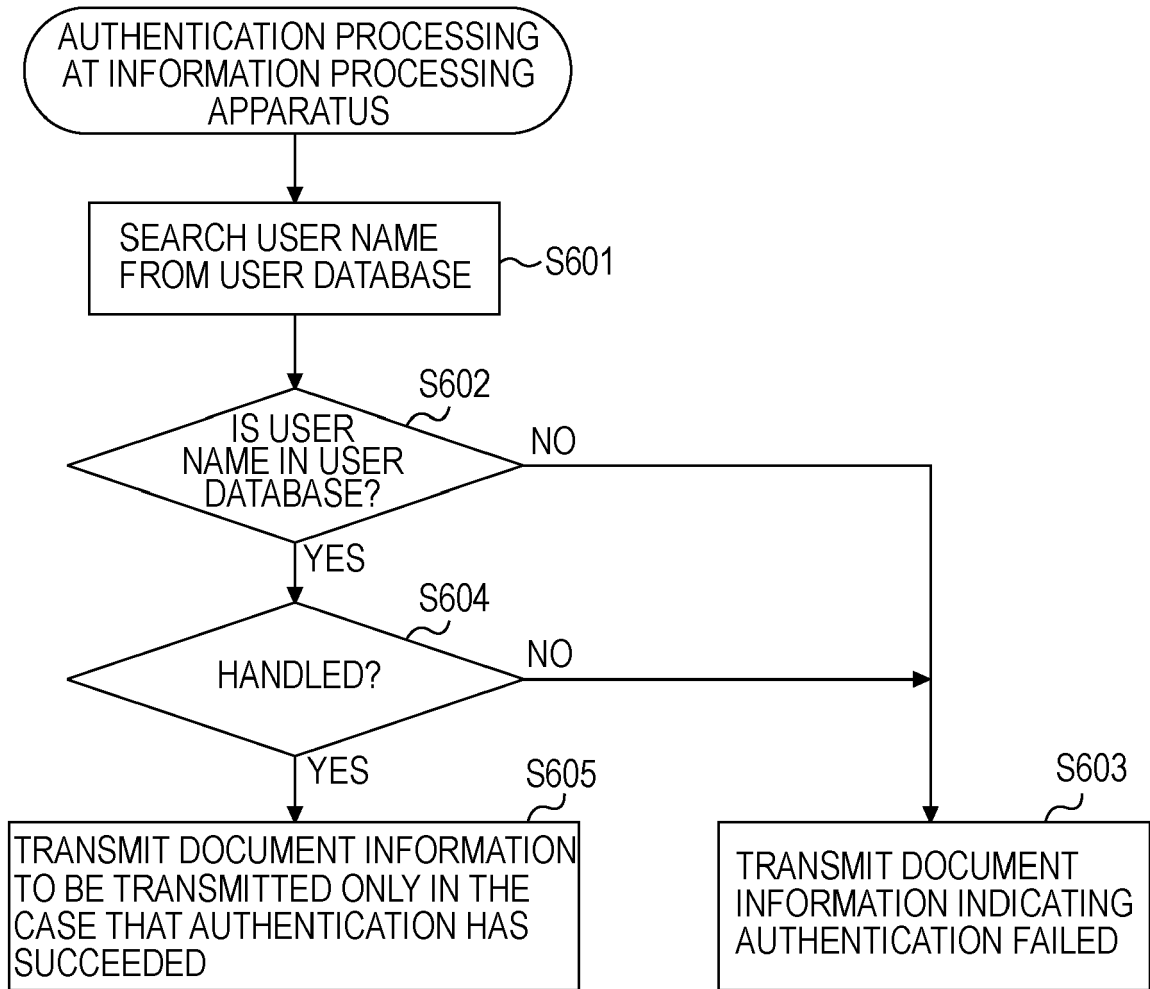 AUTHENTICATION PROCESSING
AT INFORMATION PROCESSING
APPARATUS
SEARCH USER NAME
FROM USER DATABASE
S601
S602
IS USER
NAME IN USER
DATABASE?
NO
YES
S604
HANDLED?
NO
YES
S605
TRANSMIT DOCUMENT INFORMATION
TO BE TRANSMITTED ONLY IN THE
CASE THAT AUTHENTICATION HAS
SUCCEEDED
S603
TRANSMIT DOCUMENT
INFORMATION INDICATING
AUTHENTICATION FAILED